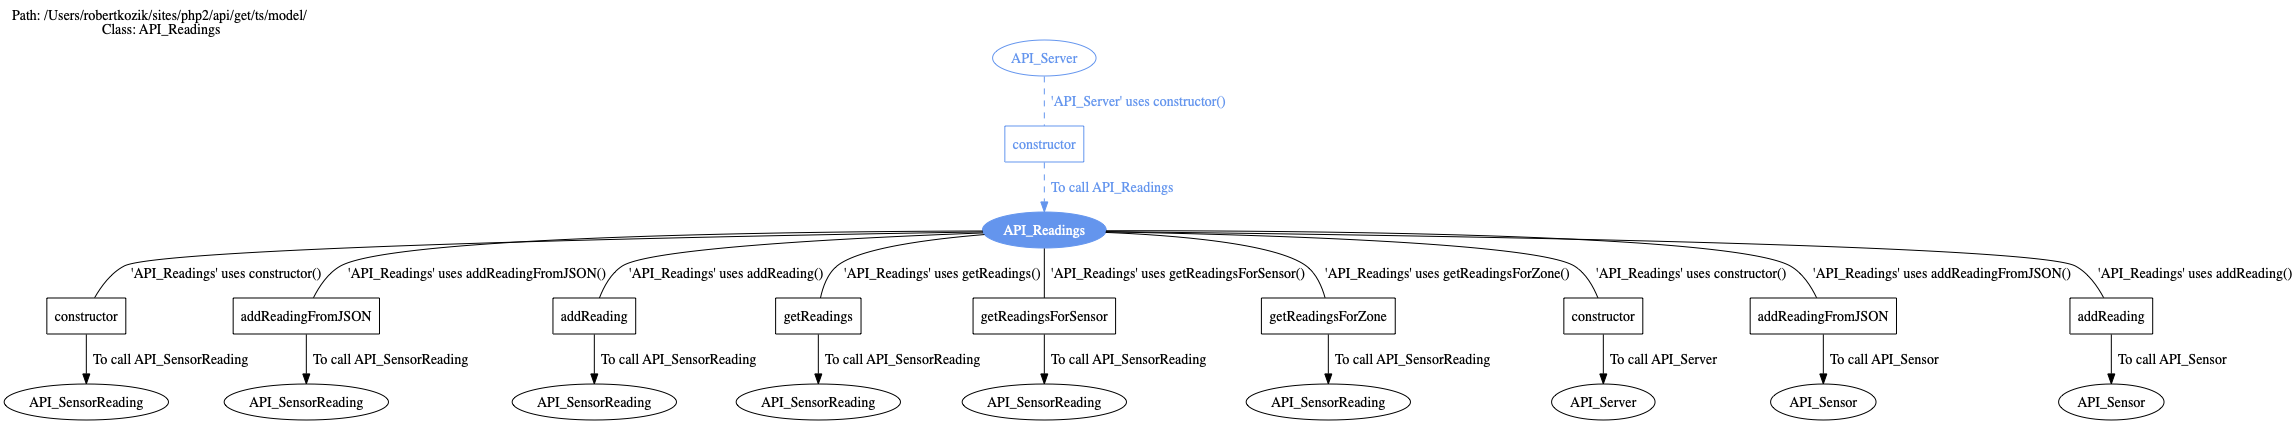 Path: /Users/robertkozik/sites/php2/api/get/ts/model/
Class: API_Readings
API_Server
'API_Server' uses constructor()
constructor
To call API_Readings
API_Readings
'API_Readings' uses constructor()
'API_Readings' uses addReadingFromJSON()
'API_Readings' uses addReading()
'API_Readings' uses getReadings()
'API_Readings' uses getReadingsForSensor()
'API_Readings' uses getReadingsForZone()
'API_Readings' uses constructor()
'API_Readings' uses addReadingFromJSON()
'API_Readings' uses addReading()
constructor
addReadingFromJSON
addReading
getReadings
getReadingsForSensor
getReadingsForZone
constructor
addReadingFromJSON
addReading
To call API_SensorReading
To call API_SensorReading
To call API_SensorReading
To call API_SensorReading
To call API_SensorReading
To call API_SensorReading
To call API_Server
To call API_Sensor
To call API_Sensor
API_SensorReading
API_SensorReading
API_SensorReading
API_SensorReading
API_SensorReading
API_SensorReading
API_Server
API_Sensor
API_Sensor